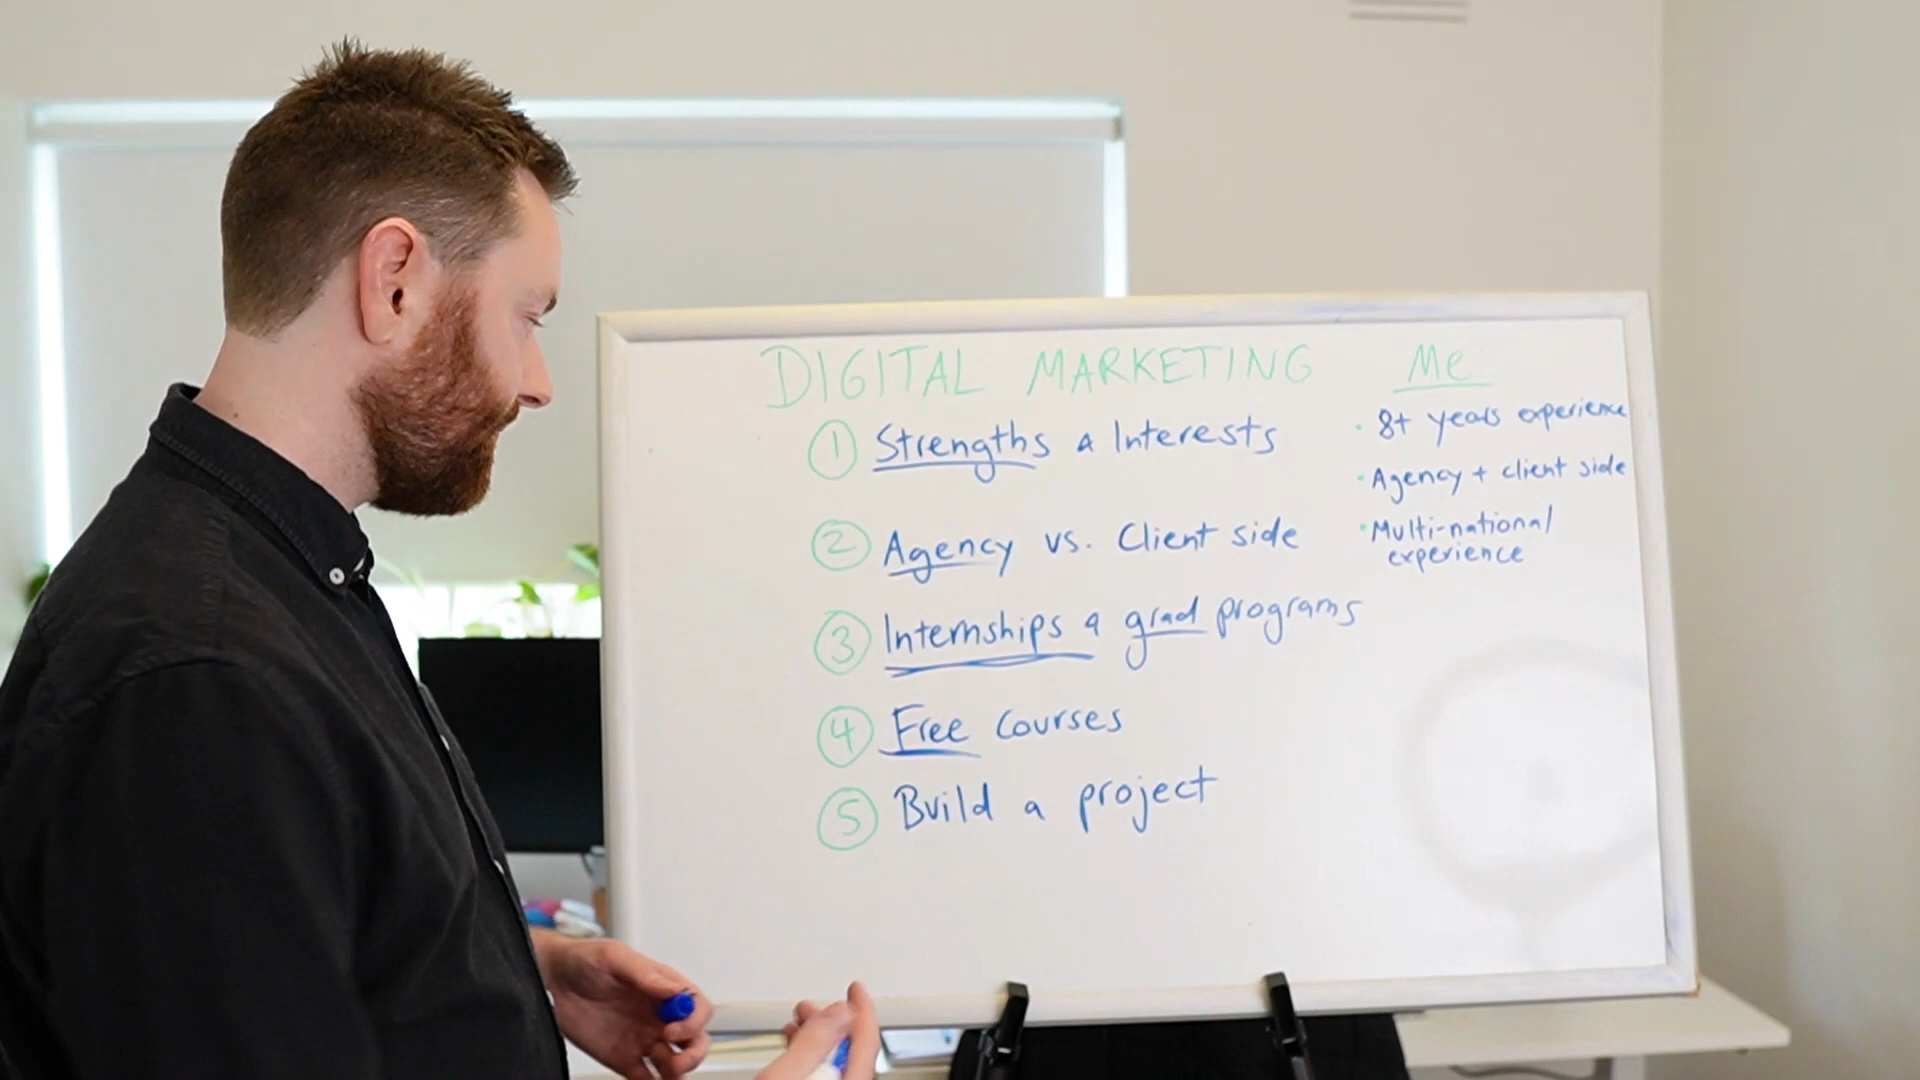 DIGITAL MARKETING
① Strengths & Interests
② Agency vs. Client side
③ Internships & grad programs
④ Free courses
⑤ Build a project
Me
• 8+ years experience
• Agency + client side
• Multi-national
experience